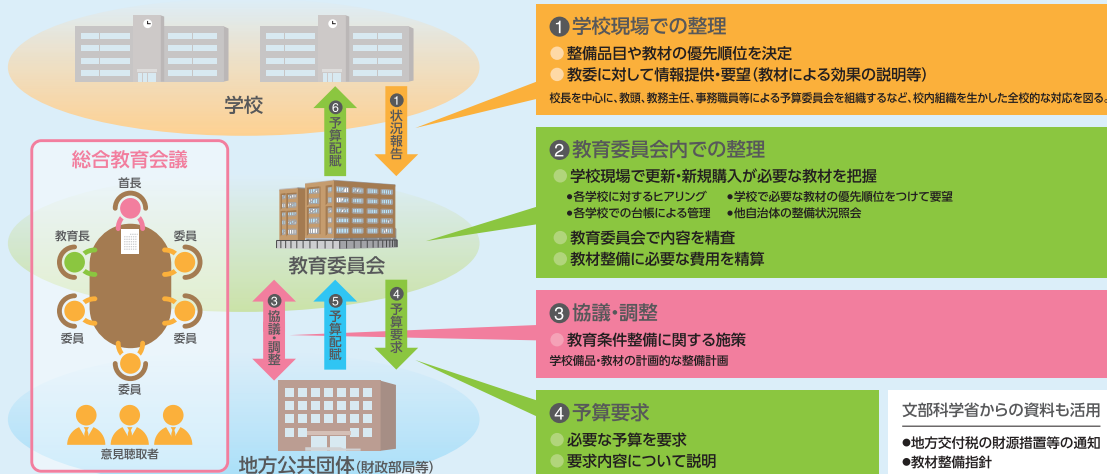 学校
❻予算配賦
❶状況報告
総合教育会議
首長
教育長
委員
委員
委員
委員
意見聴取者
教育委員会
❸協議・調整
❺予算配賦
❹予算要求
地方公共団体(財政部局等)
❶学校現場での整理
●整備品目や教材の優先順位を決定
●教委に対して情報提供・要望(教材による効果の説明等)
校長を中心に、教頭、教務主任、事務職員等による予算委員会を組織するなど、校内組織を生かした全校的な対応を図る。
❷教育委員会内での整理
●学校現場で更新・新規購入が必要な教材を把握
●各学校に対するヒアリング ●学校で必要な教材の優先順位をつけて要望
●各学校での台帳による管理 ●他自治体の整備状況照会
●教育委員会で内容を精査
●教材整備に必要な費用を精算
❸協議・調整
●教育条件整備に関する施策
学校備品・教材の計画的な整備計画
❹予算要求
●必要な予算を要求
●要求内容について説明
文部科学省からの資料も活用
●地方交付税の財源措置等の通知
●教材整備指針